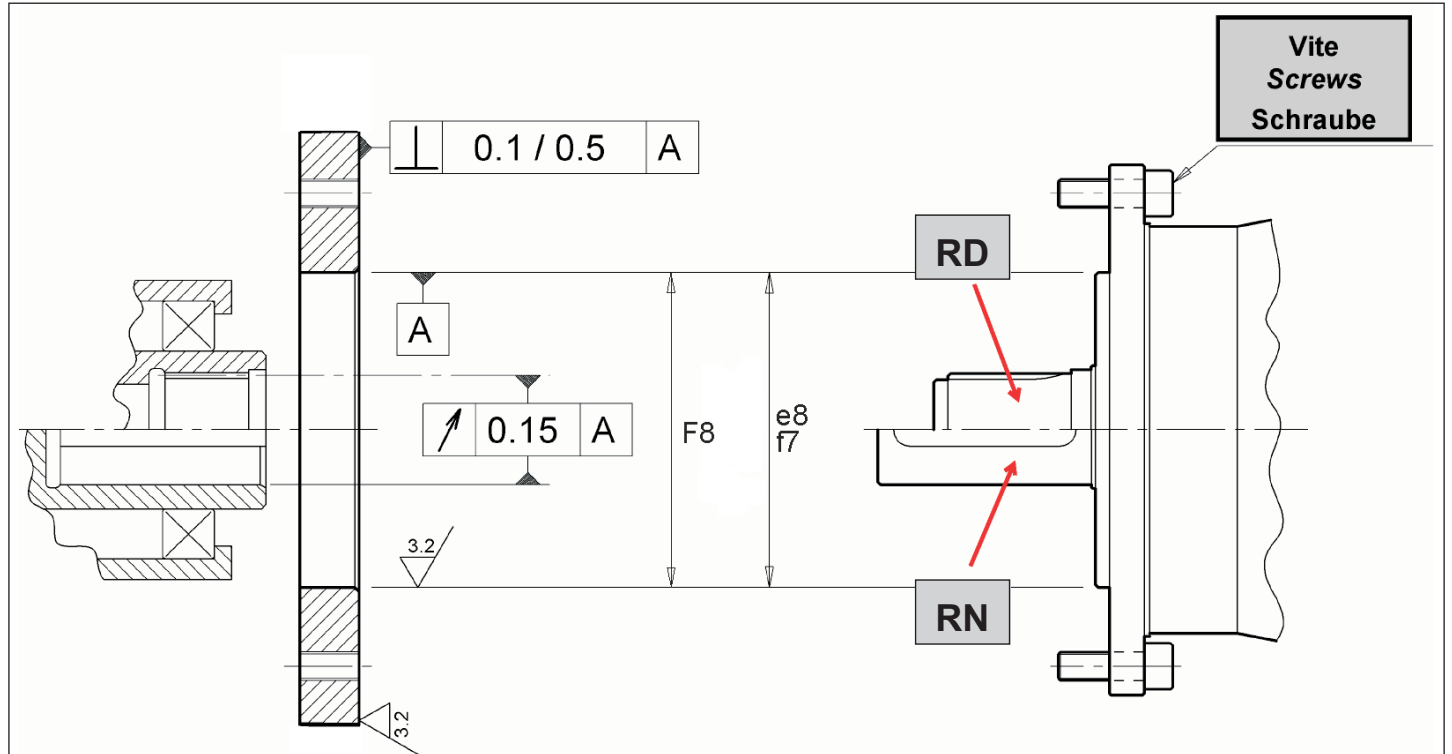 Vite
Screws
Schraube
⊥ 0.1 / 0.5 A
RD
A
↗ 0.15 A
F8
e8
f7
3.2
RN
3.2